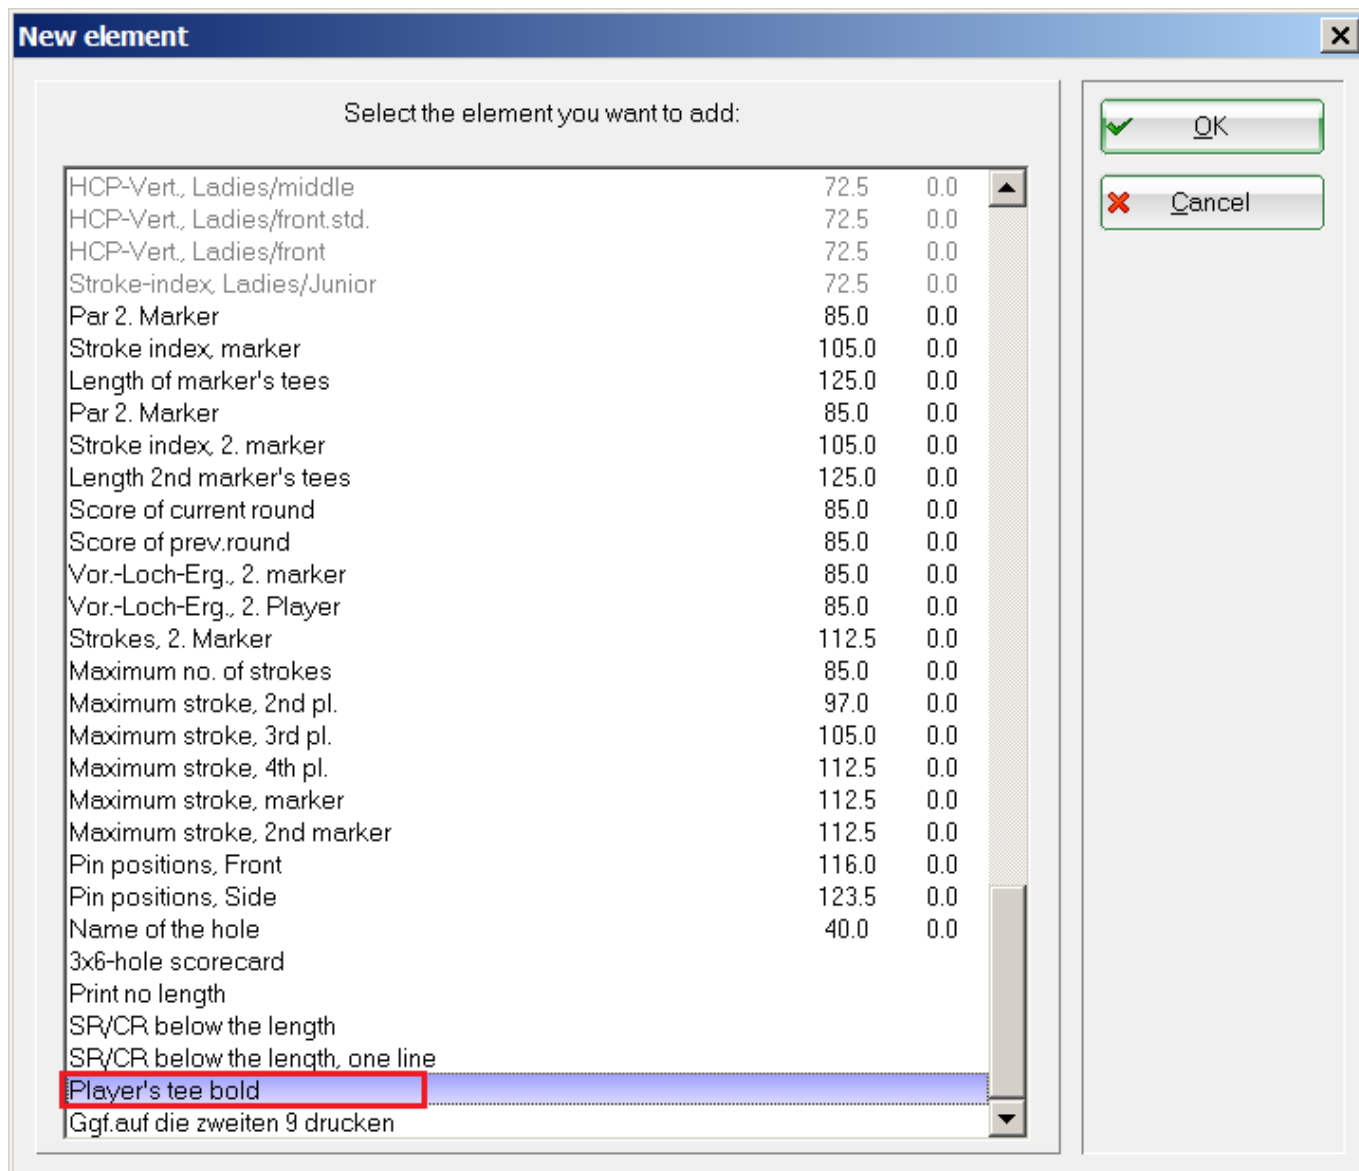 New element
Select the element you want to add:
OK
Cancel
HCP-Vert., Ladies/middle 72.5 0.0
HCP-Vert., Ladies/front.std. 72.5 0.0
HCP-Vert., Ladies/front 72.5 0.0
Stroke-index, Ladies/Junior 72.5 0.0
Par 2. Marker 85.0 0.0
Stroke index, marker 105.0 0.0
Length of marker's tees 125.0 0.0
Par 2. Marker 85.0 0.0
Stroke index, 2. marker 105.0 0.0
Length 2nd marker's tees 125.0 0.0
Score of current round 85.0 0.0
Score of prev.round 85.0 0.0
Vor.-Loch-Erg., 2. marker 85.0 0.0
Vor.-Loch-Erg., 2. Player 85.0 0.0
Strokes, 2. Marker 112.5 0.0
Maximum no. of strokes 85.0 0.0
Maximum stroke, 2nd pl. 97.0 0.0
Maximum stroke, 3rd pl. 105.0 0.0
Maximum stroke, 4th pl. 112.5 0.0
Maximum stroke, marker 112.5 0.0
Maximum stroke, 2nd marker 112.5 0.0
Pin positions, Front 116.0 0.0
Pin positions, Side 123.5 0.0
Name of the hole 40.0 0.0
3x6-hole scorecard
Print no length
SR/CR below the length
SR/CR below the length, one line
Player's tee bold
Ggf.auf die zweiten 9 drucken